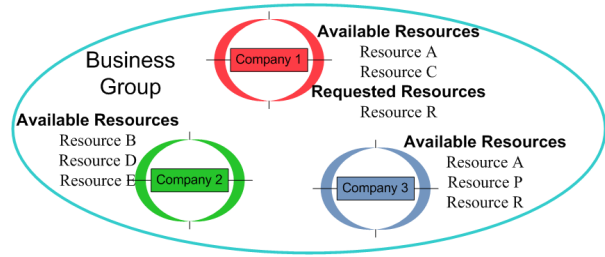 Business
Group
Company 1
Available Resources
Resource A
Resource C
Requested Resources
Resource R
Available Resources
Resource B
Resource D
Resource E
Company 2
Available Resources
Resource A
Resource P
Resource R
Company 3